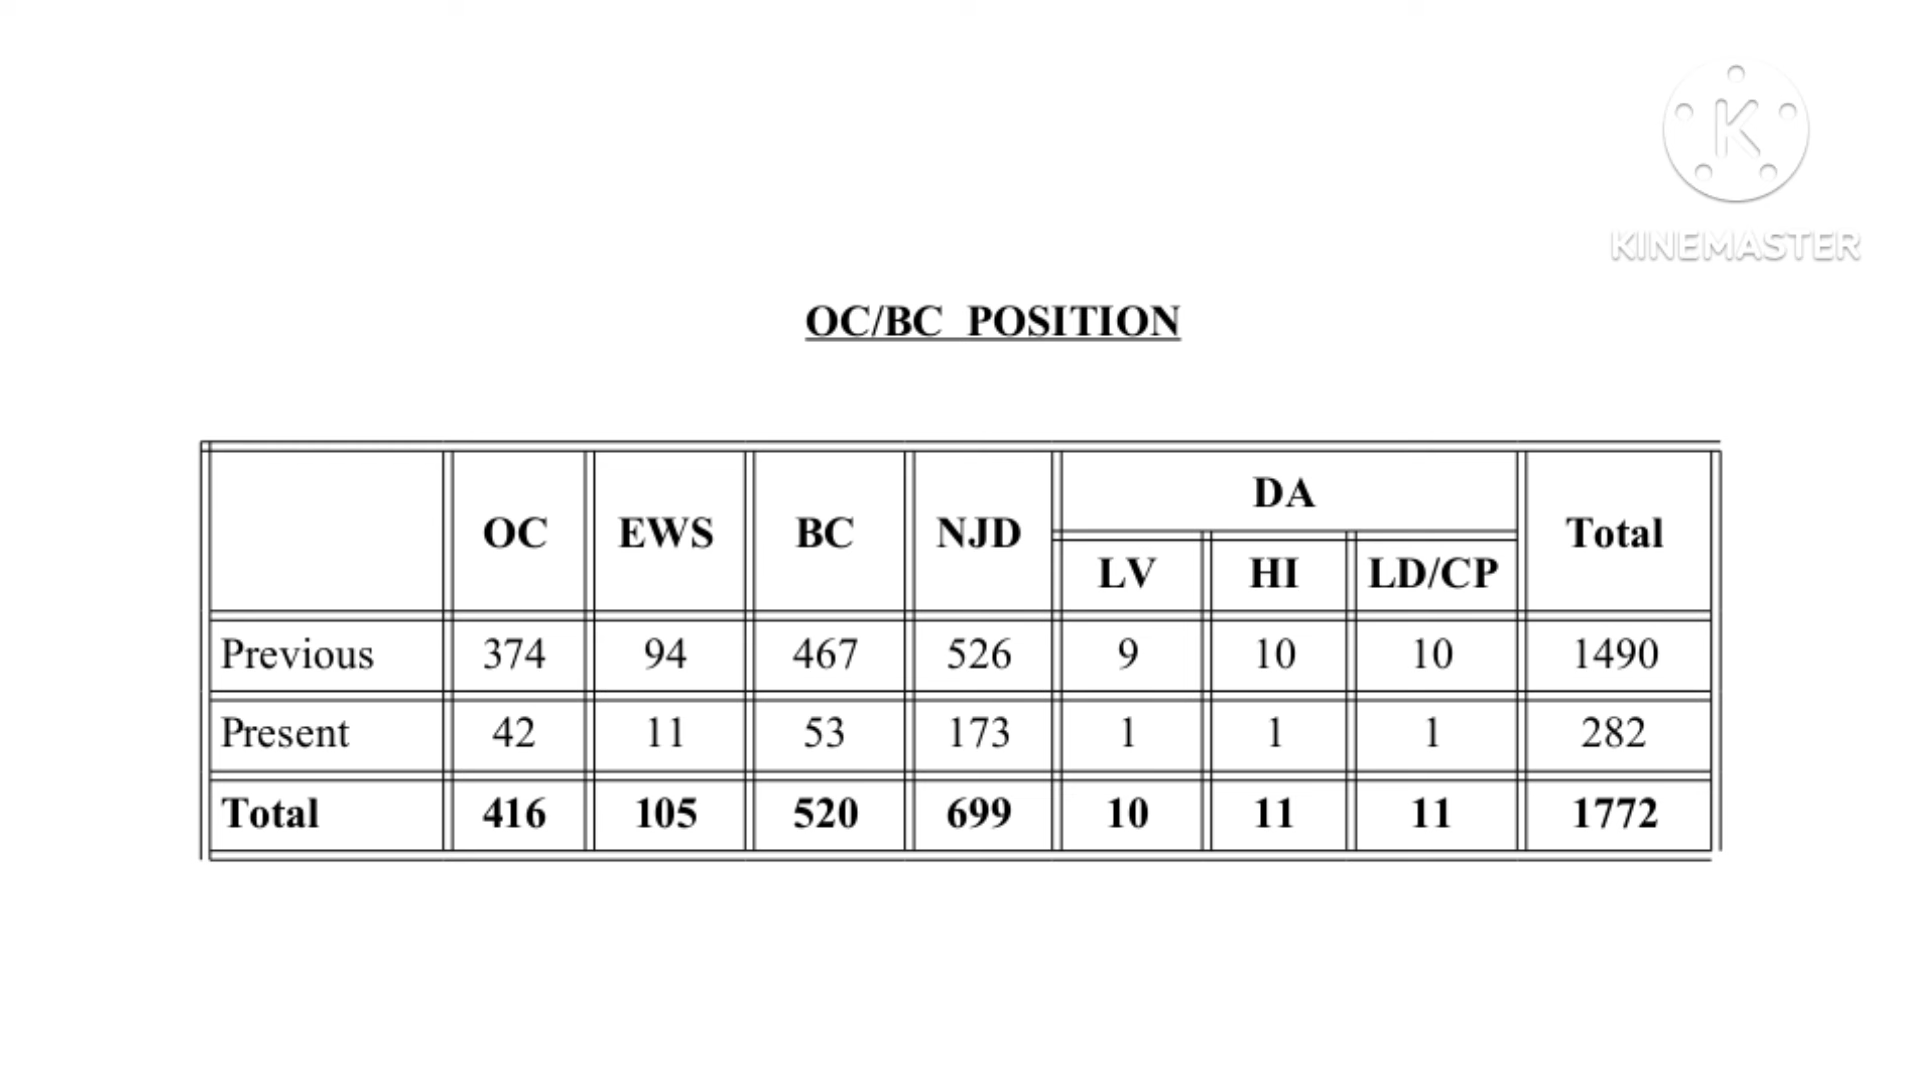 KINEMASTER
OC/BC POSITION
OC EWS BC NJD DA Total
LV HI LD/CP
Previous 374 94 467 526 9 10 10 1490
Present 42 11 53 173 1 1 1 282
Total 416 105 520 699 10 11 11 1772